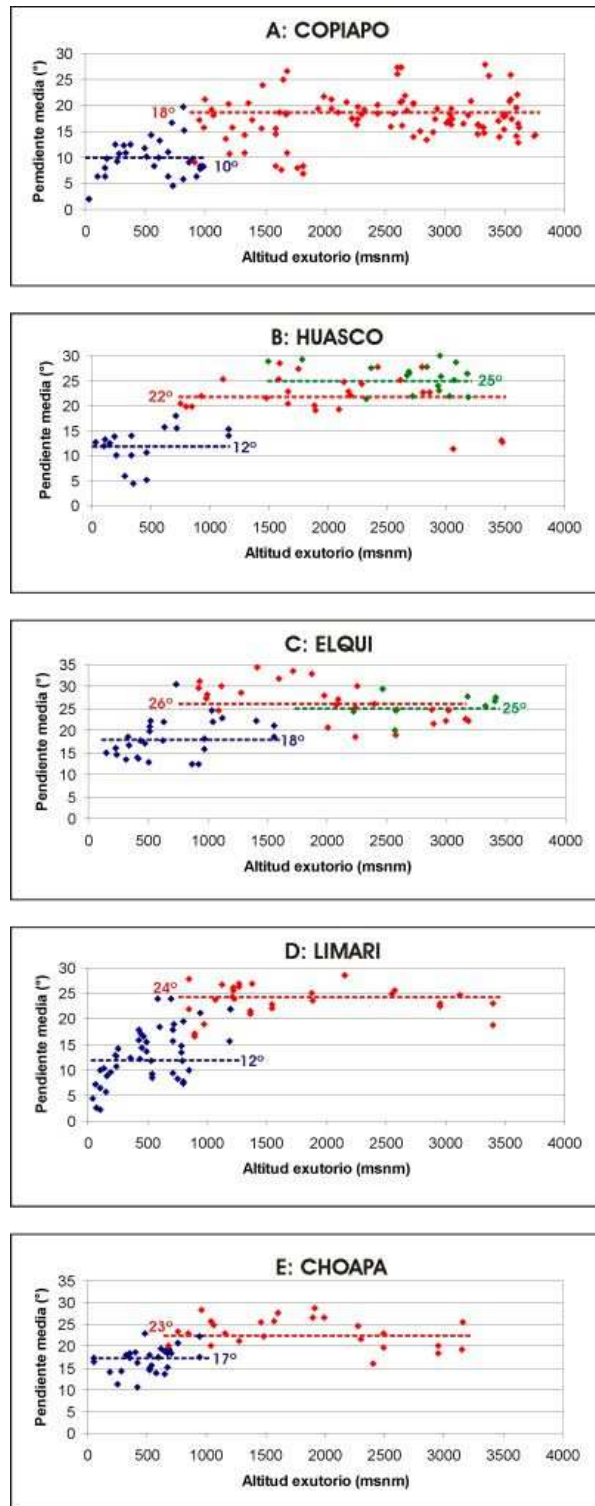 A: COPIAPO
Pendiente media (°)
30
25
20
15
10
5
0
18°
10°
0 500 1000 1500 2000 2500 3000 3500 4000
Altitud exutorio (msnm)
B: HUASCO
Pendiente media (°)
30
25
20
15
10
5
0
22°
25°
12°
0 500 1000 1500 2000 2500 3000 3500 4000
Altitud exutorio (msnm)
C: ELQUI
Pendiente media (°)
35
30
25
20
15
10
5
0
26°
25°
18°
0 500 1000 1500 2000 2500 3000 3500 4000
Altitud exutorio (msnm)
D: LIMARI
Pendiente media (°)
30
25
20
15
10
5
0
24°
12°
0 500 1000 1500 2000 2500 3000 3500 4000
Altitud exutorio (msnm)
E: CHOAPA
Pendiente media (°)
35
30
25
20
15
10
5
0
23°
17°
0 500 1000 1500 2000 2500 3000 3500 4000
Altitud exutorio (msnm)